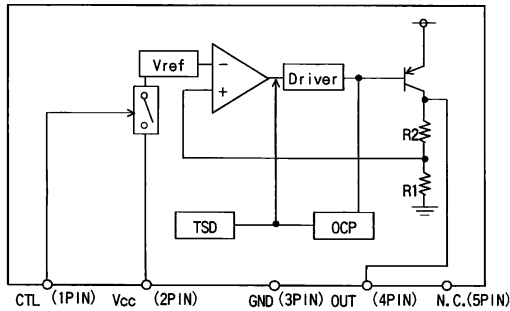 Vref
−
+
Driver
R2
R1
TSD
OCP
CTL (1PIN) Vcc (2PIN) GND (3PIN) OUT (4PIN) N.C.(5PIN)